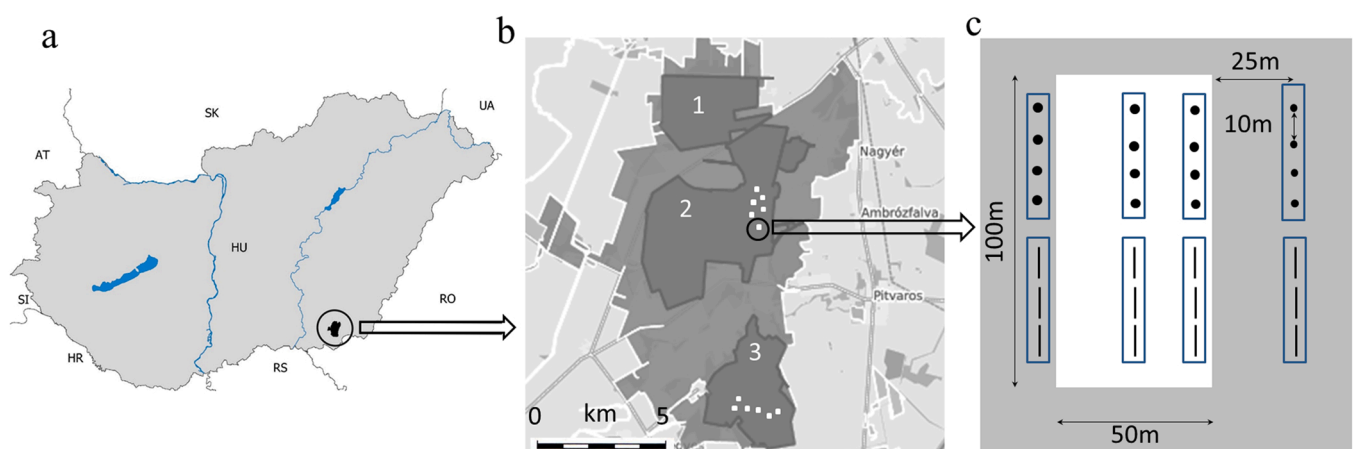 a
SK
UA
AT
HU
SI
RO
HR
RS
b
1
Nagyér
2
Ambrózfalva
Pitvaros
3
0 km 5
c
25m
10m
100m
50m